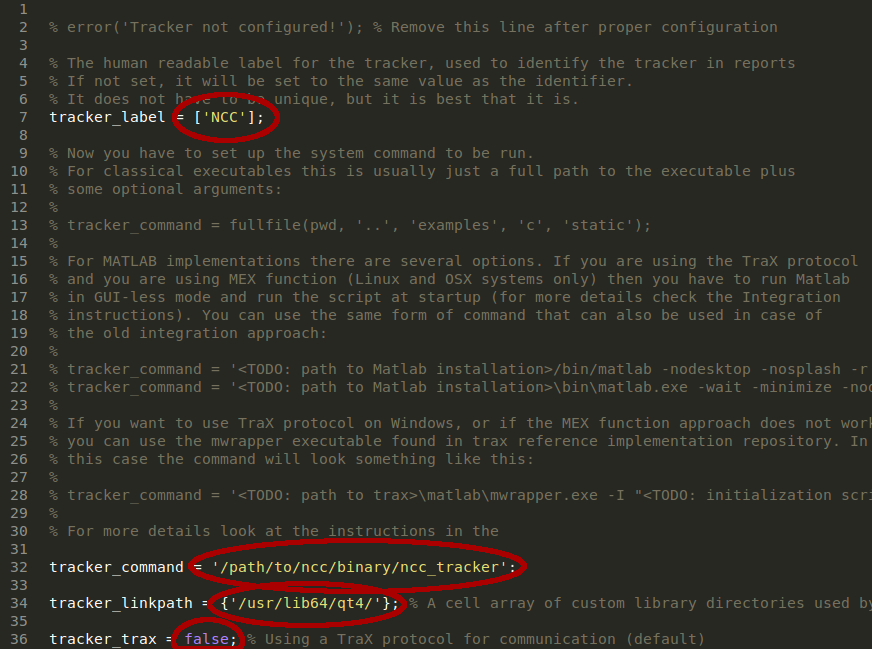 1
2 % error('Tracker not configured!'); % Remove this line after proper configuration
3
4 % The human readable label for the tracker, used to identify the tracker in reports
5 % If not set, it will be set to the same value as the identifier.
6 % It does not have to be unique, but it is best that it is.
7 tracker_label = ['NCC'];
8
9 % Now you have to set up the system command to be run.
10 % For classical executables this is usually just a full path to the executable plus
11 % some optional arguments:
12 %
13 % tracker_command = fullfile(pwd, '..', 'examples', 'c', 'static');
14 %
15 % For MATLAB implementations there are several options. If you are using the TraX protocol
16 % and you are using MEX function (Linux and OSX systems only) then you have to run Matlab
17 % in GUI-less mode and run the script at startup (for more details check the Integration
18 % instructions). You can use the same form of command that can also be used in case of
19 % the old integration approach:
20 %
21 % tracker_command = '<TODO: path to Matlab installation>/bin/matlab -nodesktop -nosplash -r
22 % tracker_command = '<TODO: path to Matlab instalation>\bin\matlab.exe -wait -minimize -nod
23 %
24 % If you want to use TraX protocol on Windows, or if the MEX function approach does not work
25 % you can use the mwrapper executable found in trax reference implementation repository. In
26 % this case the command will look something like this:
27 %
28 % tracker_command = '<TODO: path to trax>\matlab\mwrapper.exe -I "<TODO: initialization scri
29 %
30 % For more details look at the instructions in the
31
32 tracker_command = '/path/to/ncc/binary/ncc_tracker';
33
34 tracker_linkpath = {'/usr/lib64/qt4/'}; % A cell array of custom library directories used by
35
36 tracker_trax = false; % Using a TraX protocol for communication (default)